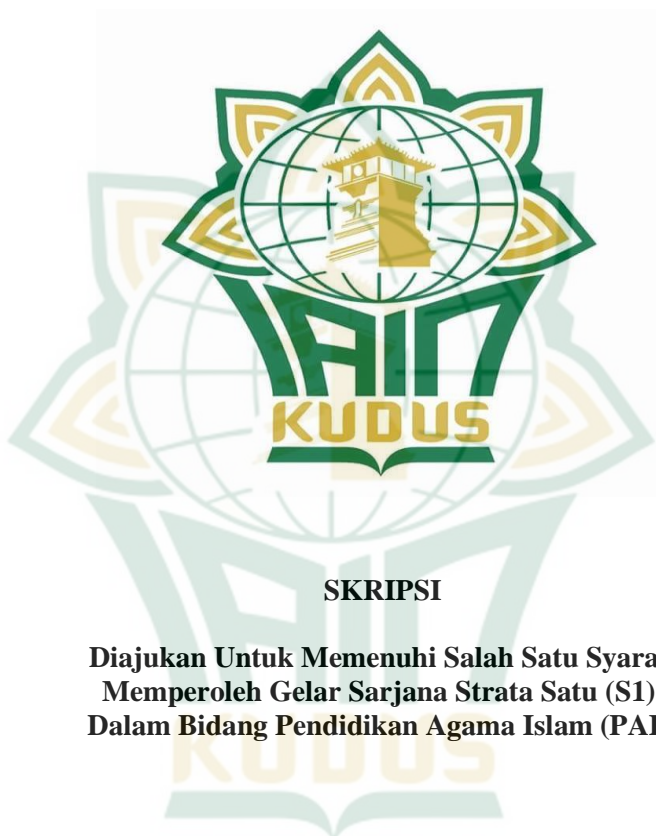 IAIN
KUDUS
SKRIPSI
Diajukan Untuk Memenuhi Salah Satu Syara
Memperoleh Gelar Sarjana Strata Satu (S1)
Dalam Bidang Pendidikan Agama Islam (PAI